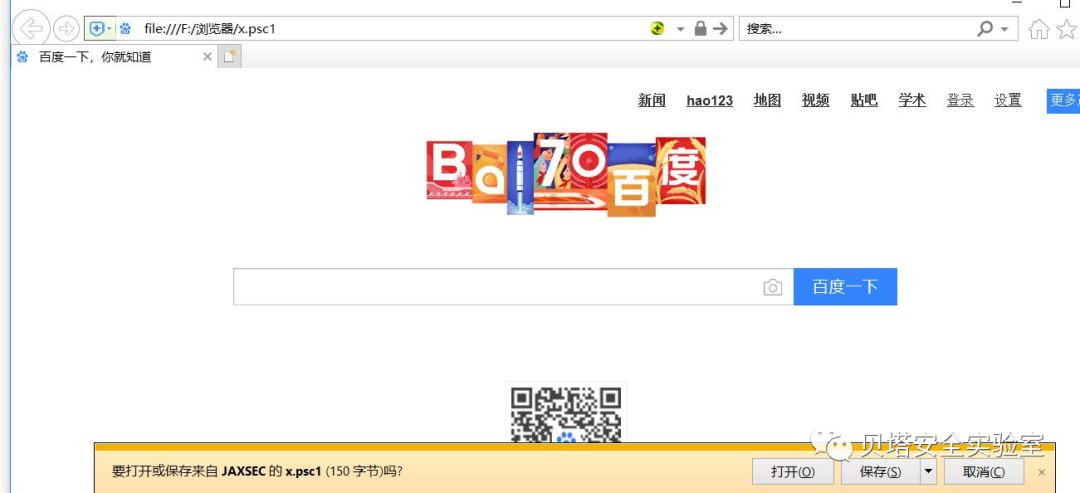 file:///F:/浏览器/x.psc1
搜索...
百度一下，你就知道
新闻 hao123 地图 视频 贴吧 学术 登录 设置
Bai 70 百度
百度一下
贝塔安全实验室
要打开或保存来自 JAXSEC 的 x.psc1 (150 字节)吗?
打开(O) 保存(S) 取消(C)